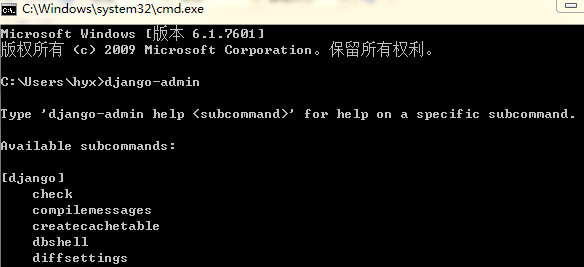 C:\Windows\system32\cmd.exe
Microsoft Windows [版本 6.1.7601]
版权所有 (c) 2009 Microsoft Corporation。保留所有权利。
C:\Users\hyx>django-admin
Type 'django-admin help <subcommand>' for help on a specific subcommand.
Available subcommands:
[django]
check
compilemessages
createcachetable
dbshell
diffsettings